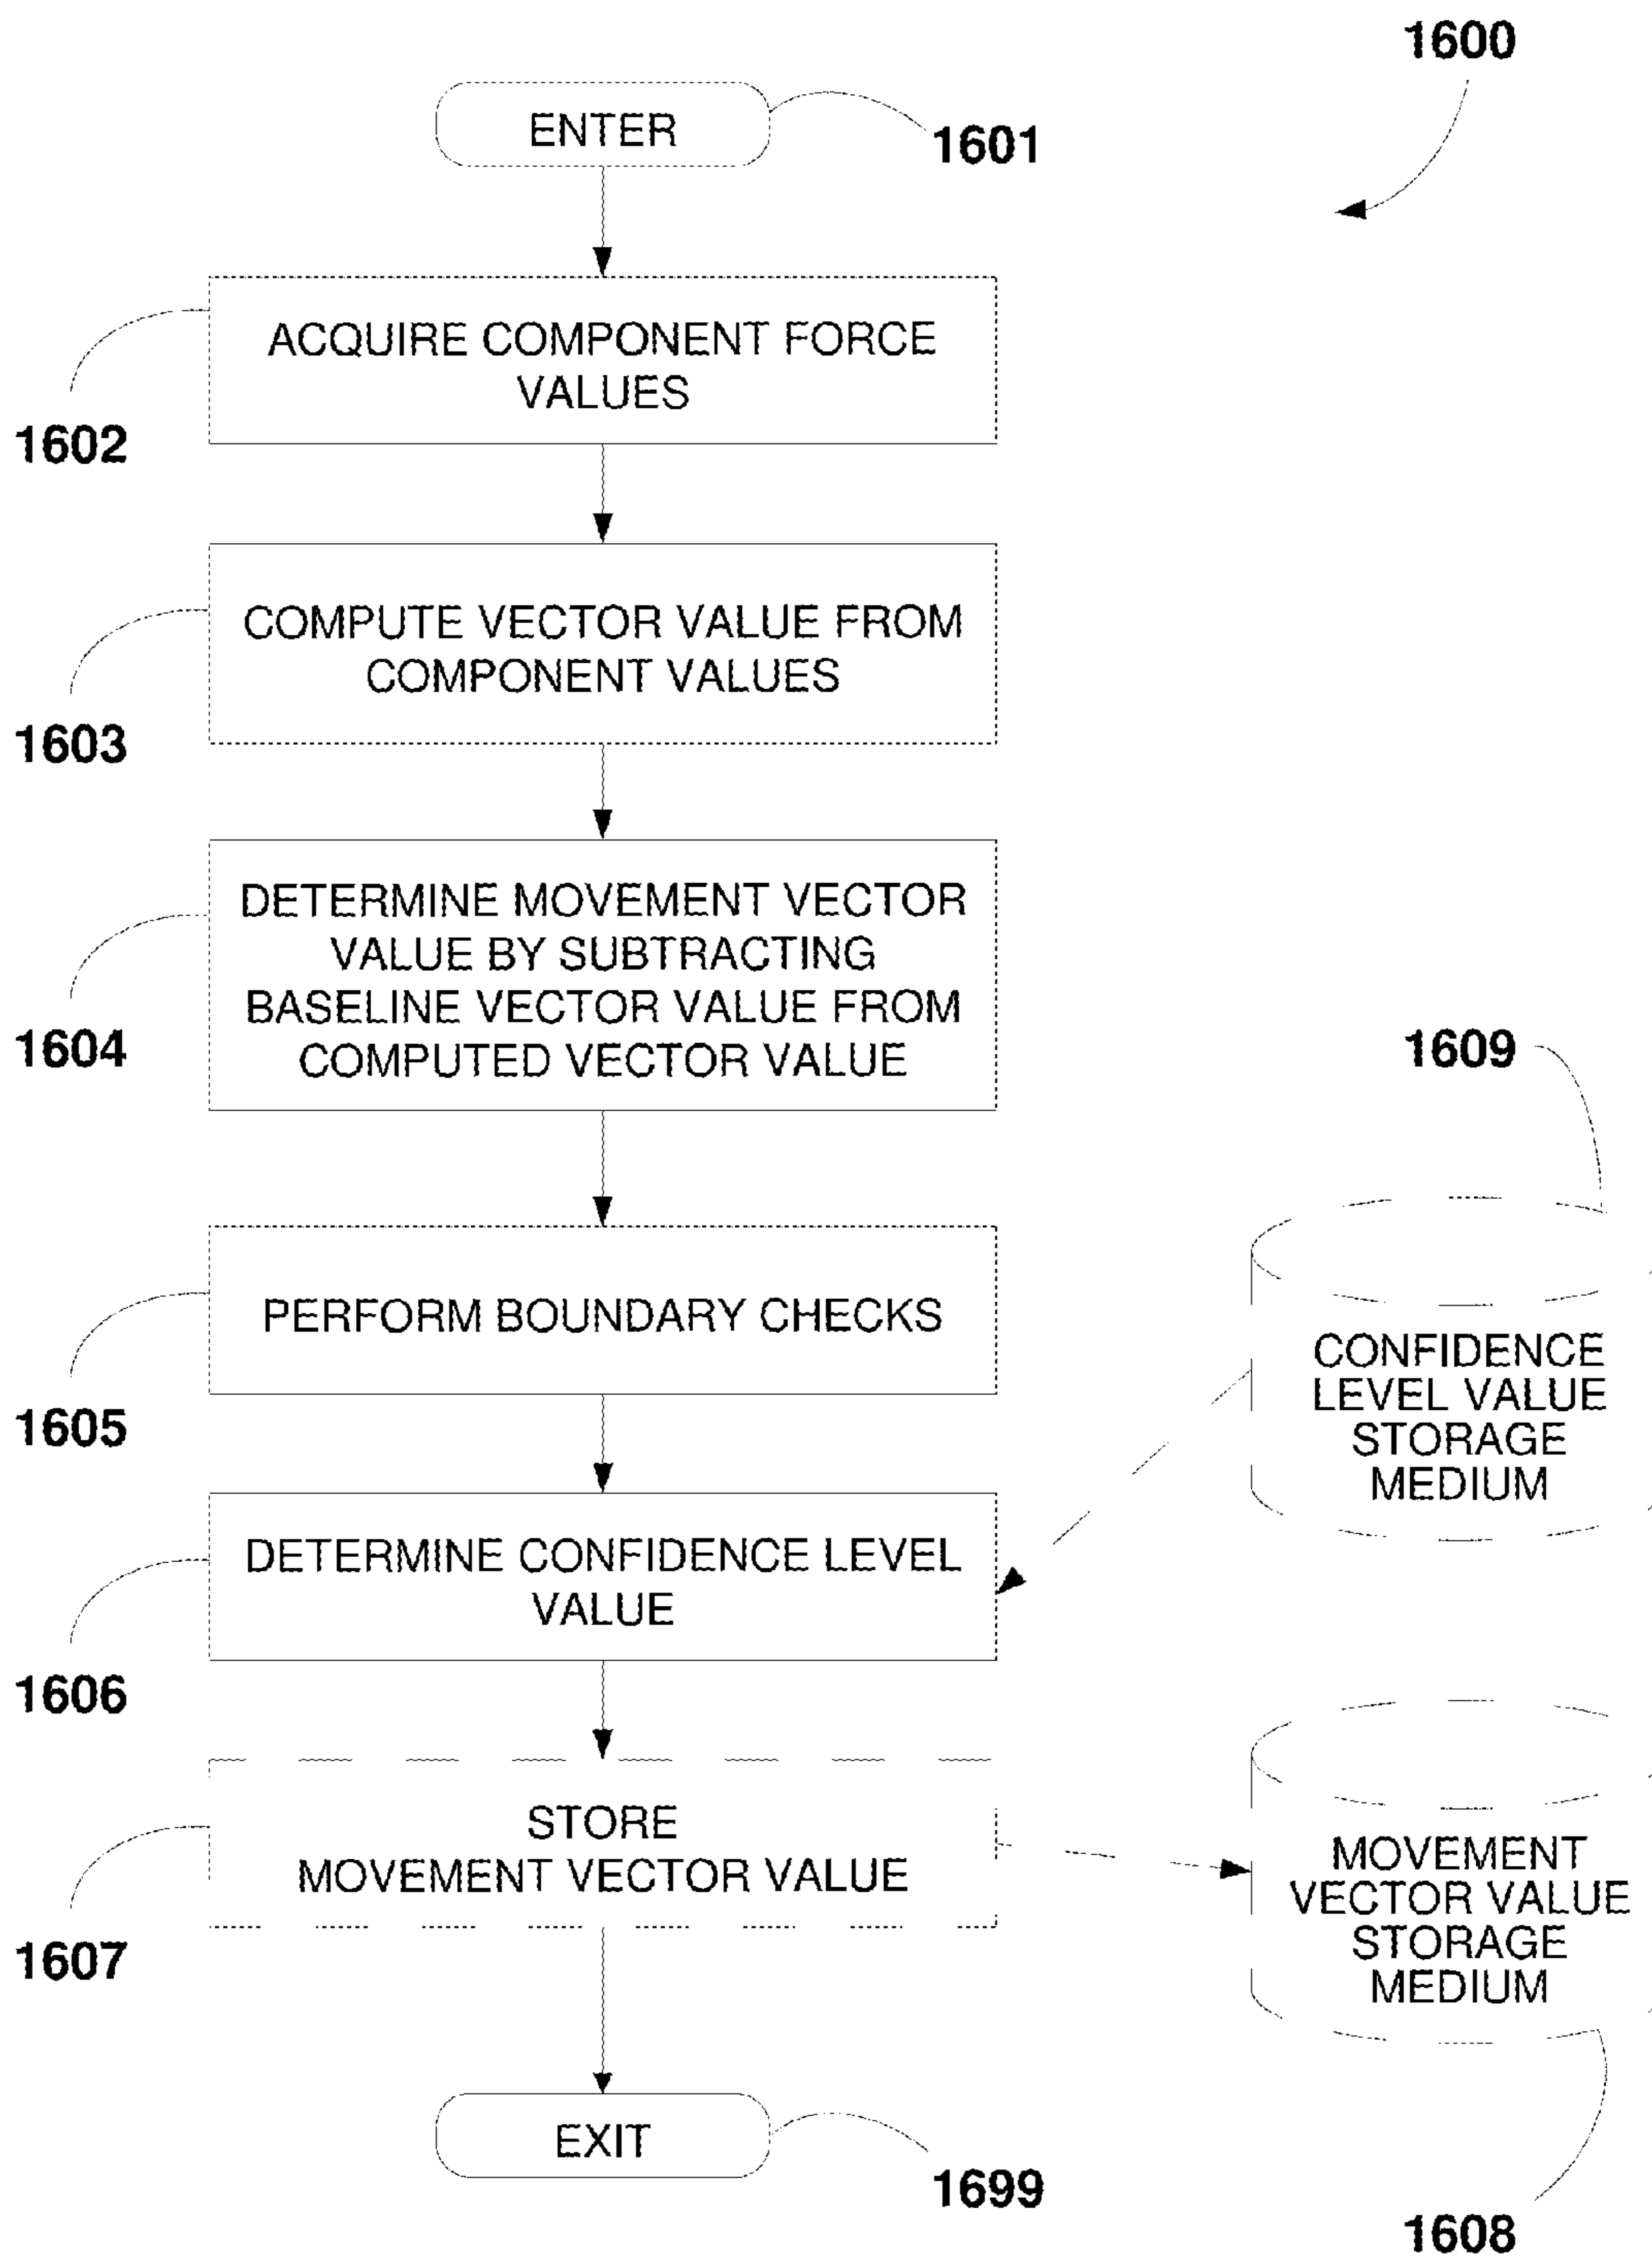 1600
ENTER
1601
ACQUIRE COMPONENT FORCE
VALUES
1602
COMPUTE VECTOR VALUE FROM
COMPONENT VALUES
1603
DETERMINE MOVEMENT VECTOR
VALUE BY SUBTRACTING
BASELINE VECTOR VALUE FROM
COMPUTED VECTOR VALUE
1604
1609
PERFORM BOUNDARY CHECKS
1605
CONFIDENCE
LEVEL VALUE
STORAGE
MEDIUM
DETERMINE CONFIDENCE LEVEL
VALUE
1606
STORE
MOVEMENT VECTOR VALUE
1607
MOVEMENT
VECTOR VALUE
STORAGE
MEDIUM
EXIT
1699
1608